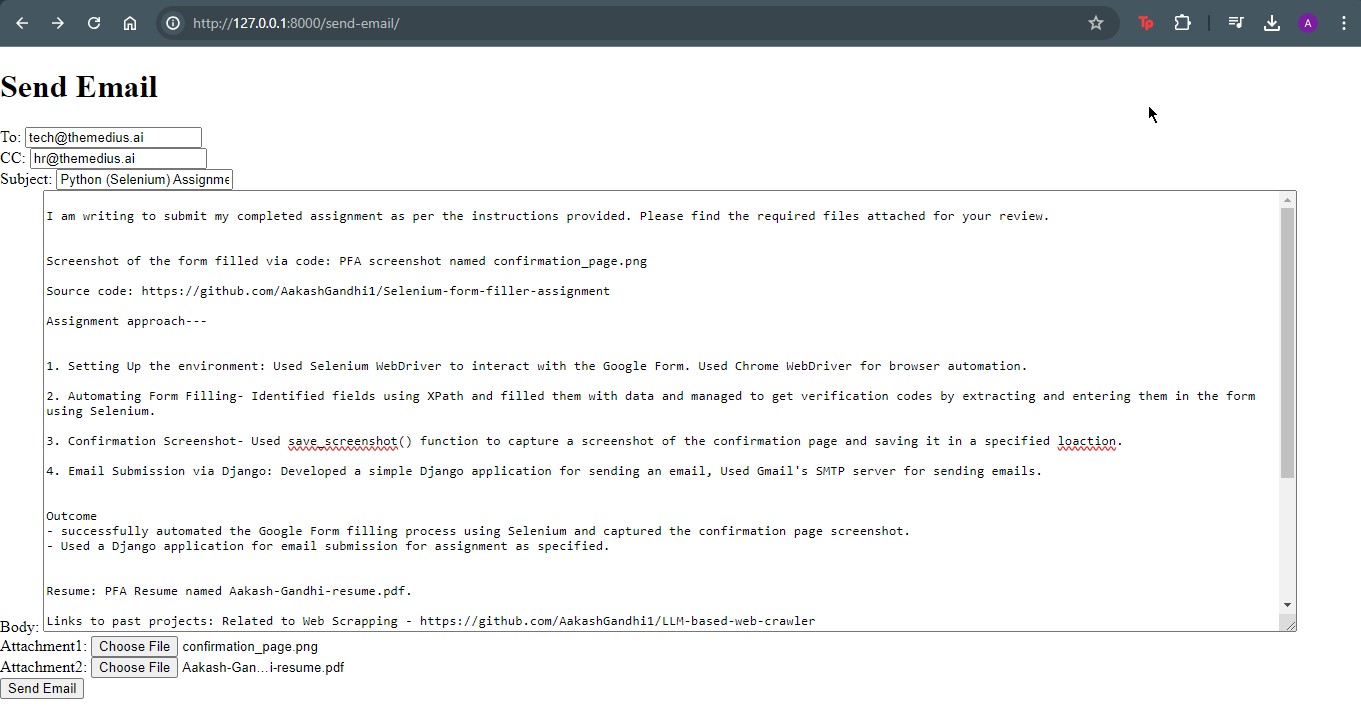 http://127.0.0.1:8000/send-email/
Tp
A
Send Email
To: tech@themedius.ai
CC: hr@themedius.ai
Subject: Python (Selenium) Assignme
I am writing to submit my completed assignment as per the instructions provided. Please find the required files attached for your review.
Screenshot of the form filled via code: PFA screenshot named confirmation_page.png
Source code: https://github.com/AakashGandhi1/Selenium-form-filler-assignment
Assignment approach---
1. Setting Up the environment: Used Selenium WebDriver to interact with the Google Form. Used Chrome WebDriver for browser automation.
2. Automating Form Filling- Identified fields using XPath and filled them with data and managed to get verification codes by extracting and entering them in the form
using Selenium.
3. Confirmation Screenshot- Used save_screenshot() function to capture a screenshot of the confirmation page and saving it in a specified loaction.
4. Email Submission via Django: Developed a simple Django application for sending an email, Used Gmail's SMTP server for sending emails.
Outcome
- successfully automated the Google Form filling process using Selenium and captured the confirmation page screenshot.
- Used a Django application for email submission for assignment as specified.
Resume: PFA Resume named Aakash-Gandhi-resume.pdf.
Links to past projects: Related to Web Scrapping - https://github.com/AakashGandhi1/LLM-based-web-crawler
Body:
Attachment1: Choose File confirmation_page.png
Attachment2: Choose File Aakash-Gan...i-resume.pdf
Send Email